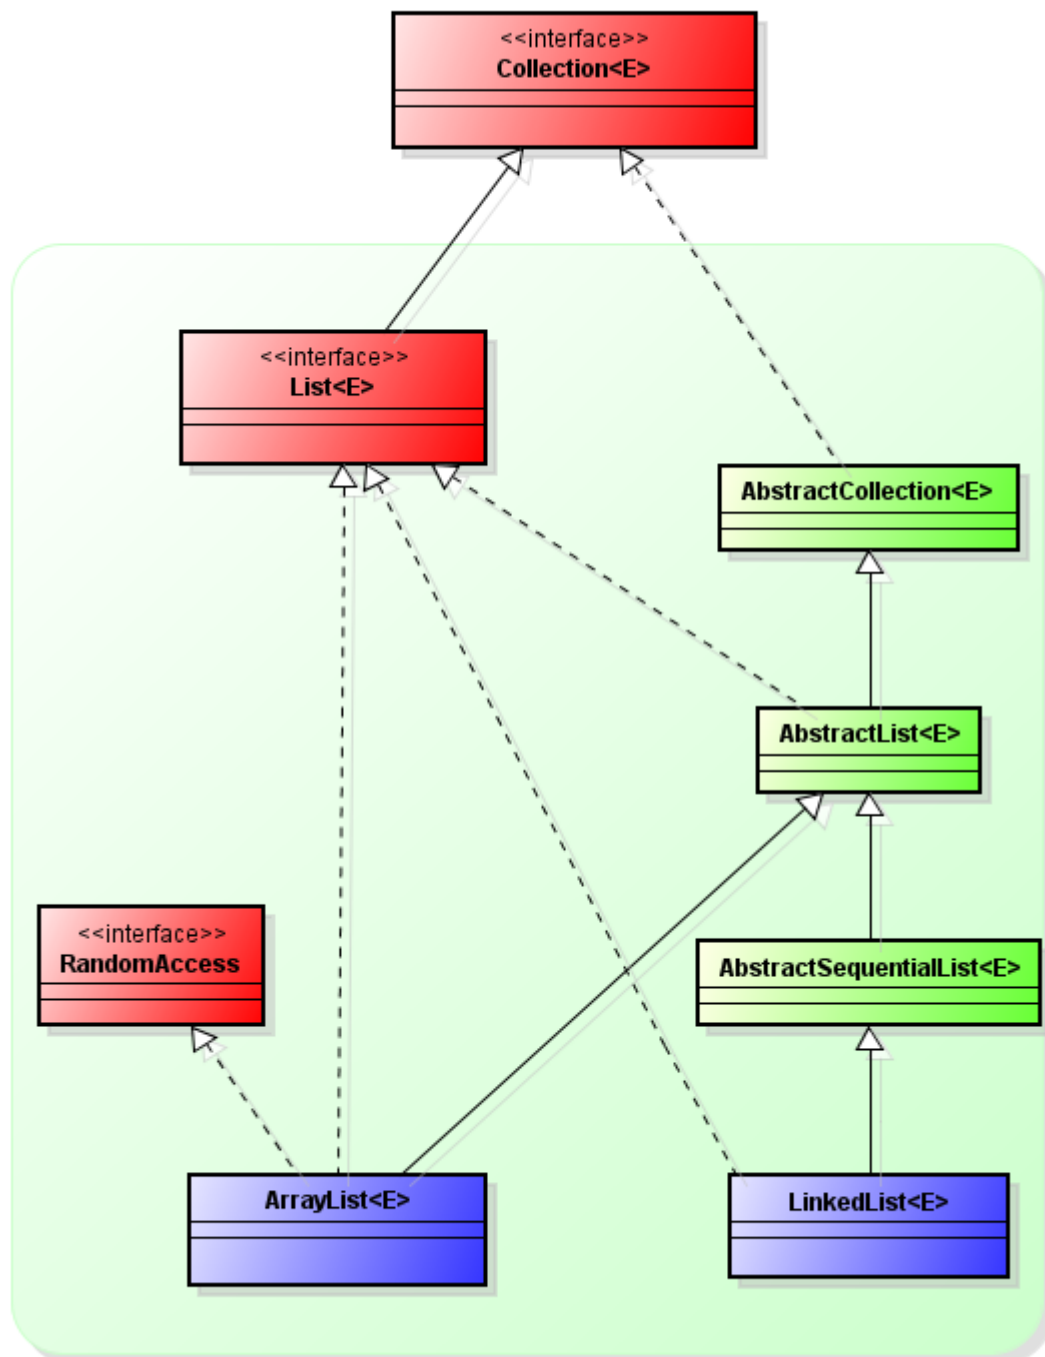 <<interface>>
Collection<E>
<<interface>>
List<E>
AbstractCollection<E>
AbstractList<E>
<<interface>>
RandomAccess
AbstractSequentialList<E>
ArrayList<E>
LinkedList<E>